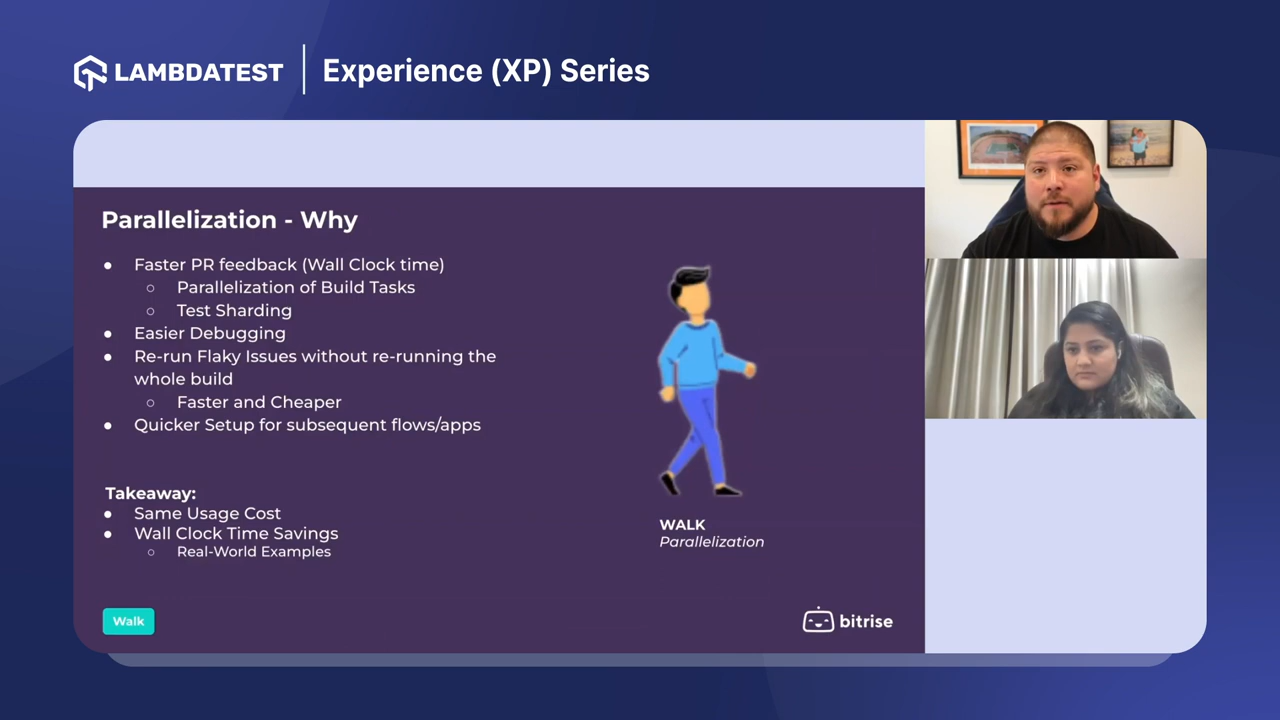 LAMBDATEST
Experience (XP) Series
Parallelization - Why
● Faster PR feedback (Wall Clock time)
○ Parallelization of Build Tasks
○ Test Sharding
● Easier Debugging
● Re-run Flaky Issues without re-running the
whole build
○ Faster and Cheaper
● Quicker Setup for subsequent flows/apps
Takeaway:
● Same Usage Cost
● Wall Clock Time Savings
○ Real-World Examples
WALK
Parallelization
Walk
bitrise